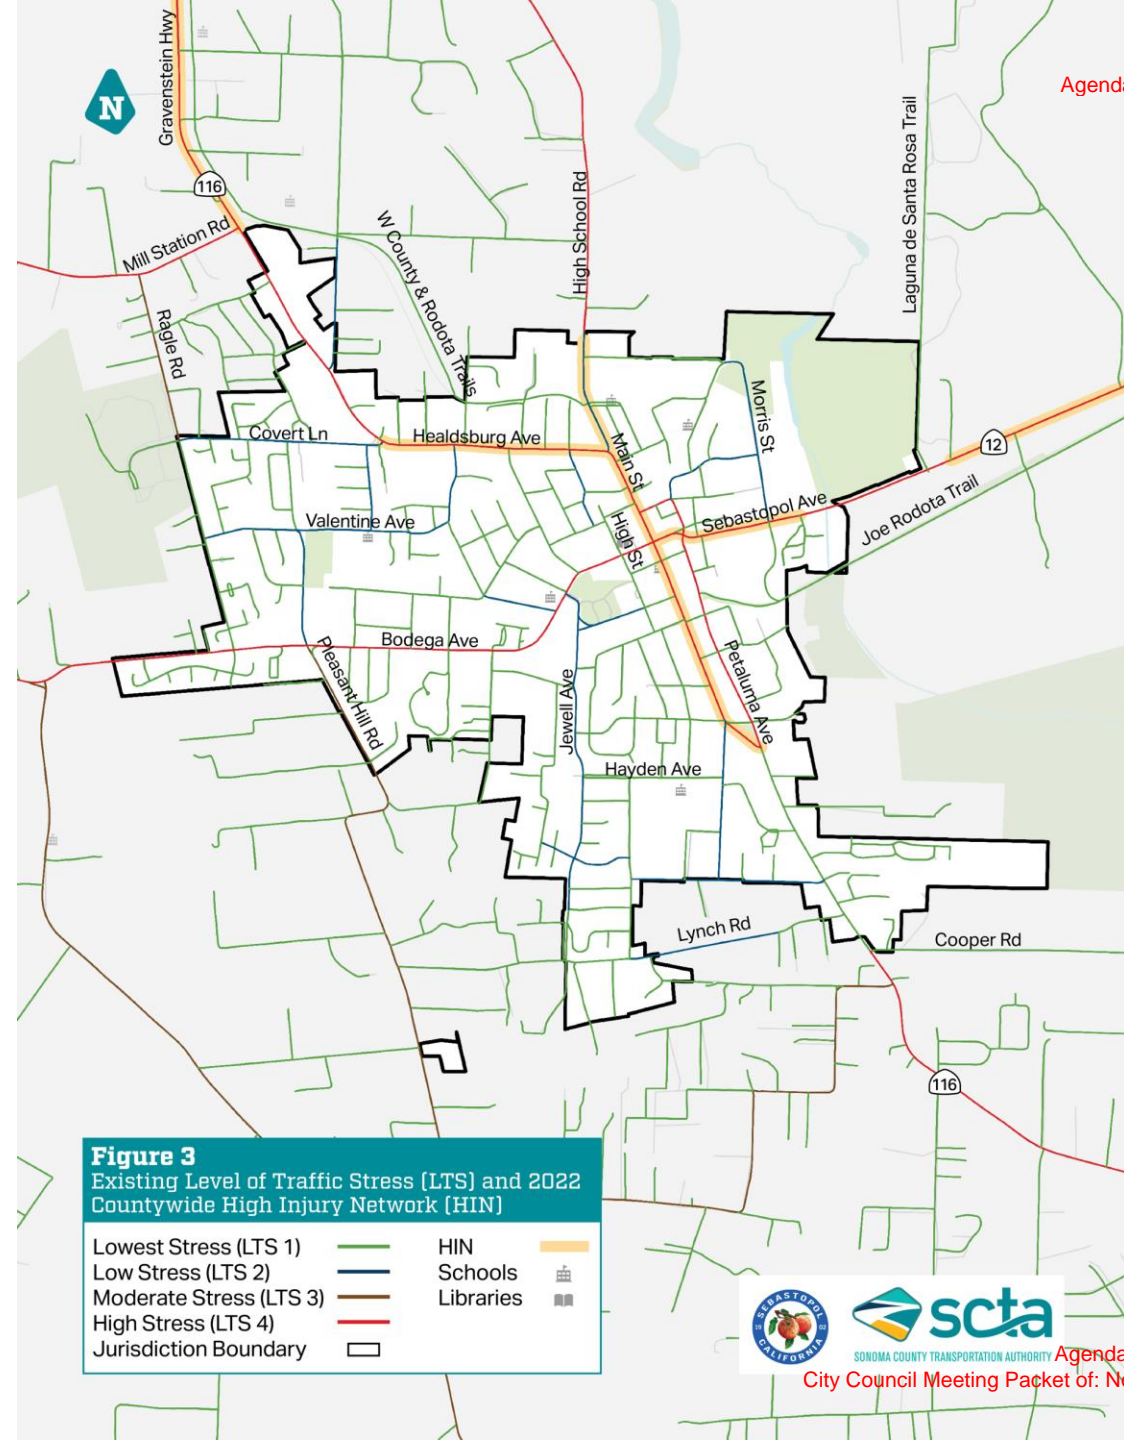 Agenda
Gravenstein Hwy
N
116
Mill Station Rd
W County & Rodota Trails
High School Rd
Laguna de Santa Rosa Trail
Ragle Rd
Covert Ln
Healdsburg Ave
Main St
Morris St
12
Valentine Ave
High St
Sebastopol Ave
Joe Rodota Trail
Bodega Ave
Pleasant Hill Rd
Jewell Ave
Petaluma Ave
Hayden Ave
Lynch Rd
Cooper Rd
116
Figure 3
Existing Level of Traffic Stress (LTS) and 2022
Countywide High Injury Network (HIN)
Lowest Stress (LTS 1)
Low Stress (LTS 2)
Moderate Stress (LTS 3)
High Stress (LTS 4)
Jurisdiction Boundary
HIN
Schools
Libraries
SEBASTOPOL
19 02
CALIFORNIA
scta
SONOMA COUNTY TRANSPORTATION AUTHORITY
Agenda
City Council Meeting Packet of: No